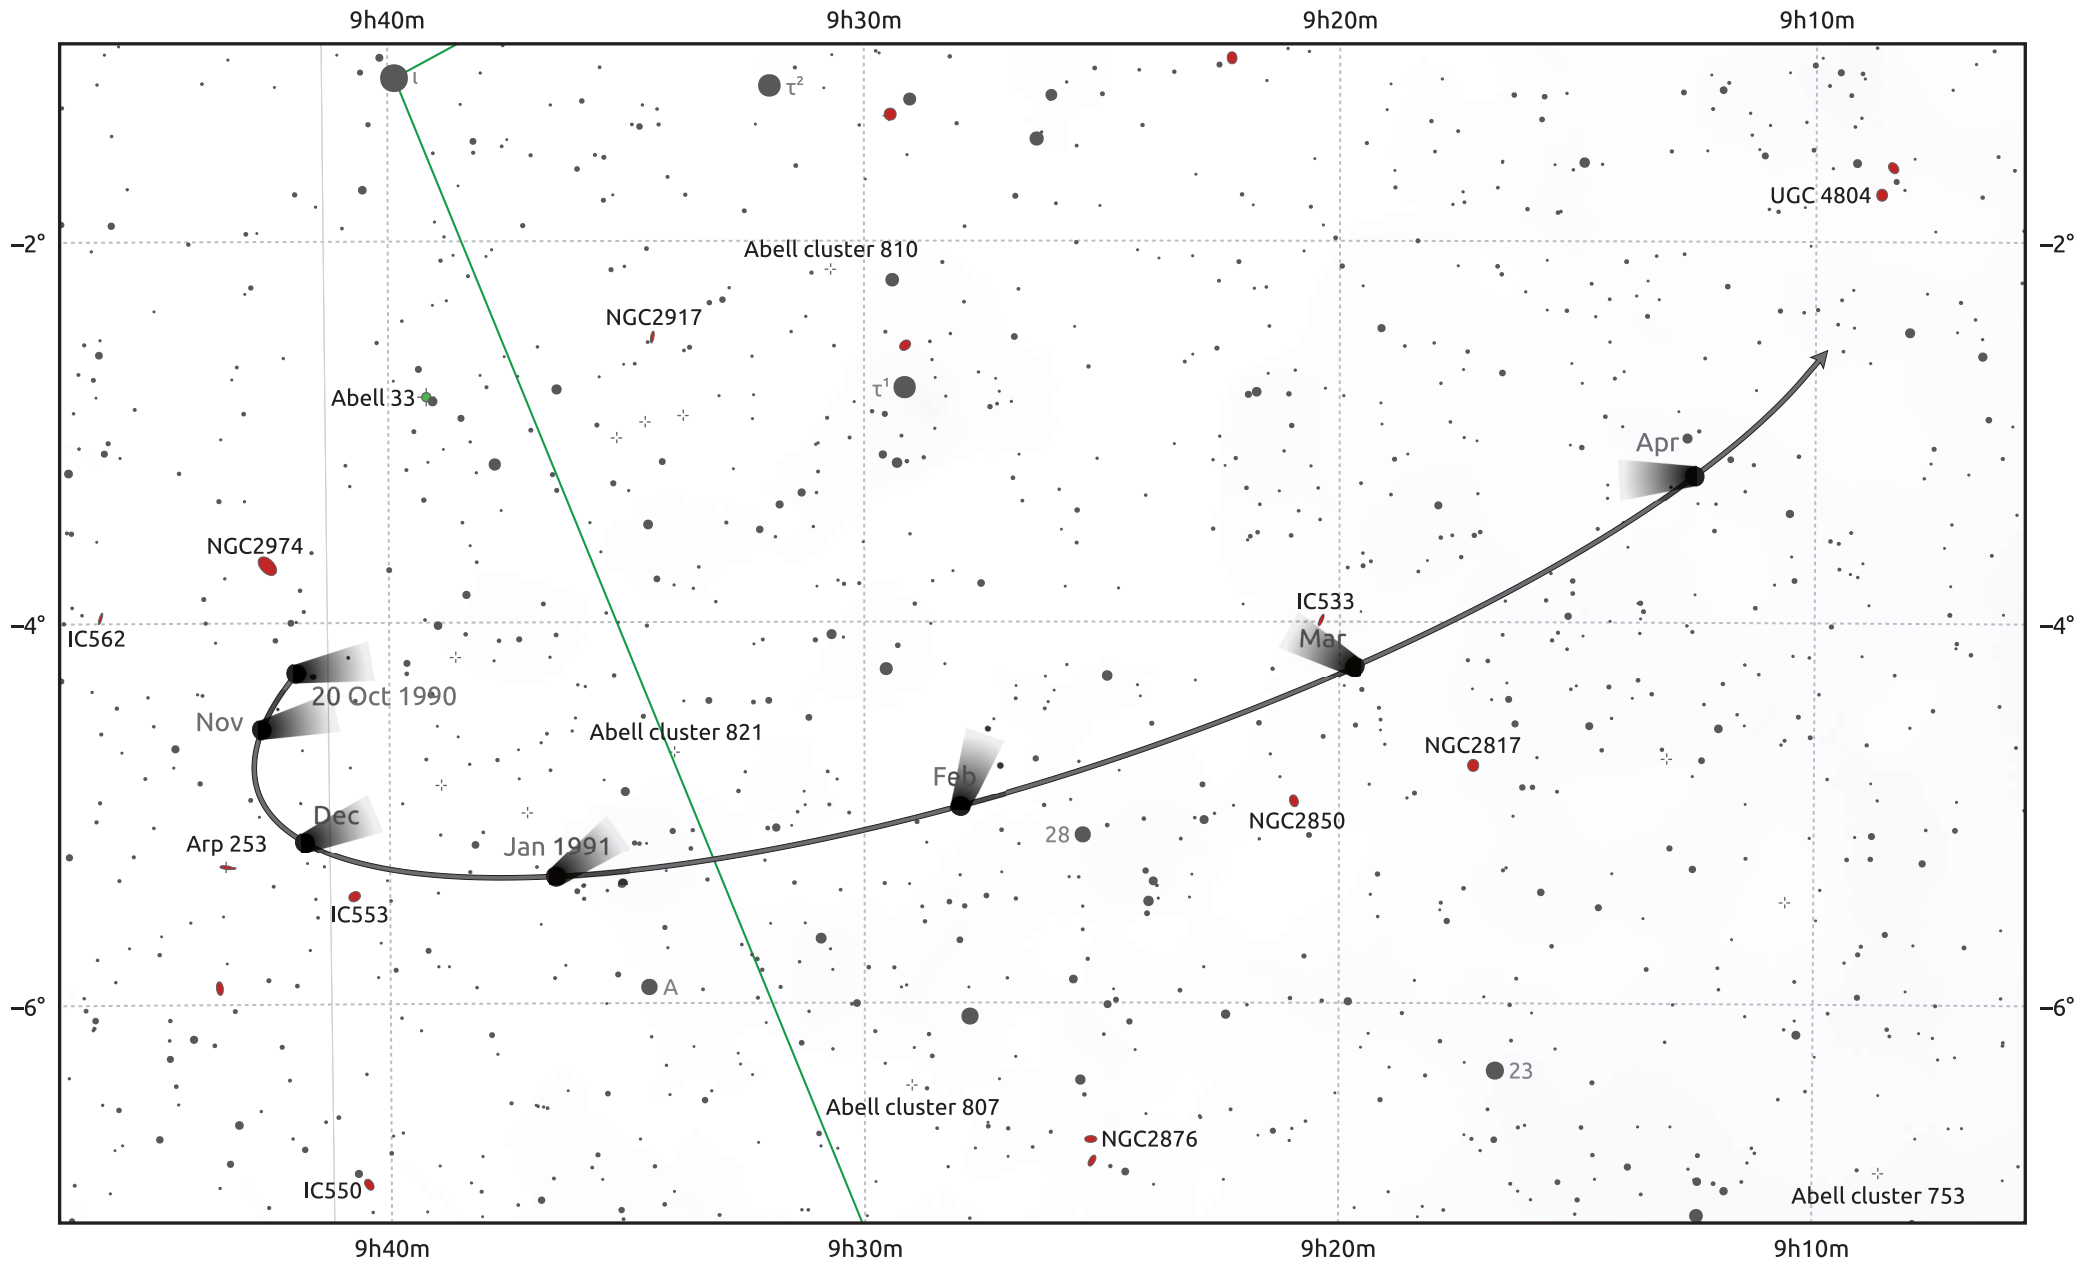 9h40m 9h30m 9h20m 9h10m
ι
τ²
UGC 4804
−2° −2°
Abell cluster 810
NGC2917
τ¹
Abell 33
Apr
NGC2974
IC533
−4° −4°
IC562
Mar
20 Oct 1990
Nov
Abell cluster 821
NGC2817
Feb
Dec
NGC2850
28
Arp 253
Jan 1991
IC553
A
−6° −6°
23
Abell cluster 807
NGC2876
IC550
Abell cluster 753
9h40m 9h30m 9h20m 9h10m